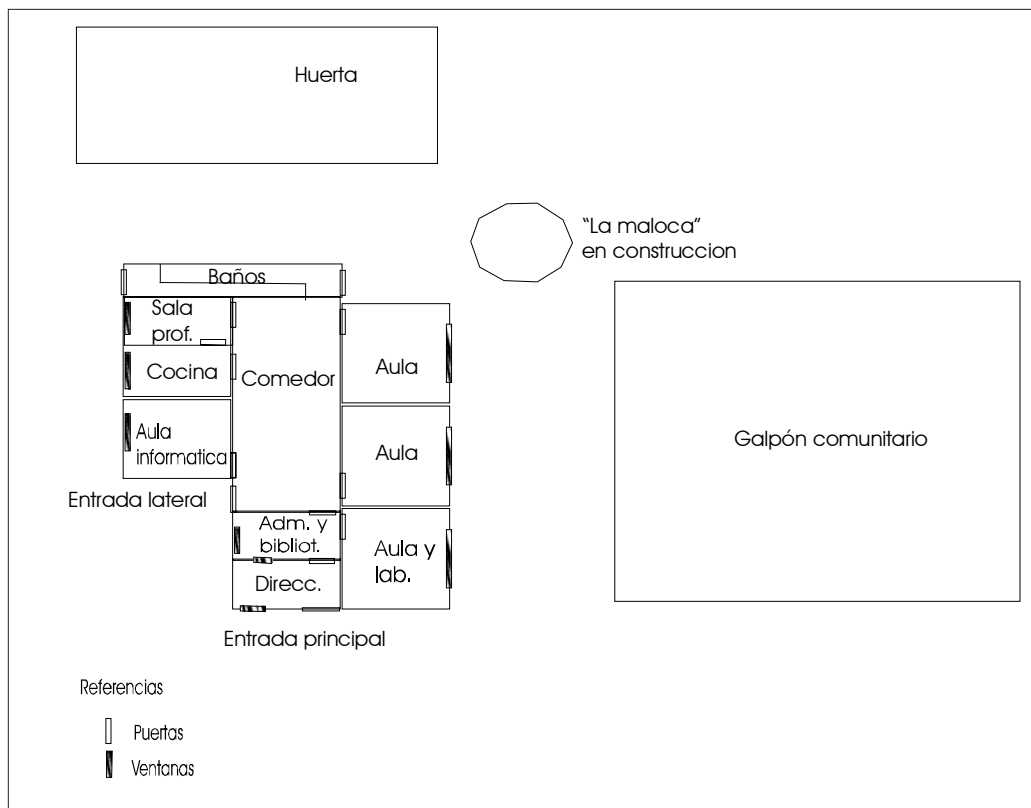 Huerta
"La maloca"
en construccion
Baños
Sala
prof.
Cocina
Comedor
Aula
Galpón comunitario
Aula
informatica
Aula
Entrada lateral
Adm. y
bibliot.
Aula y
lab.
Direcc.
Entrada principal
Referencias
Puertas
Ventanas